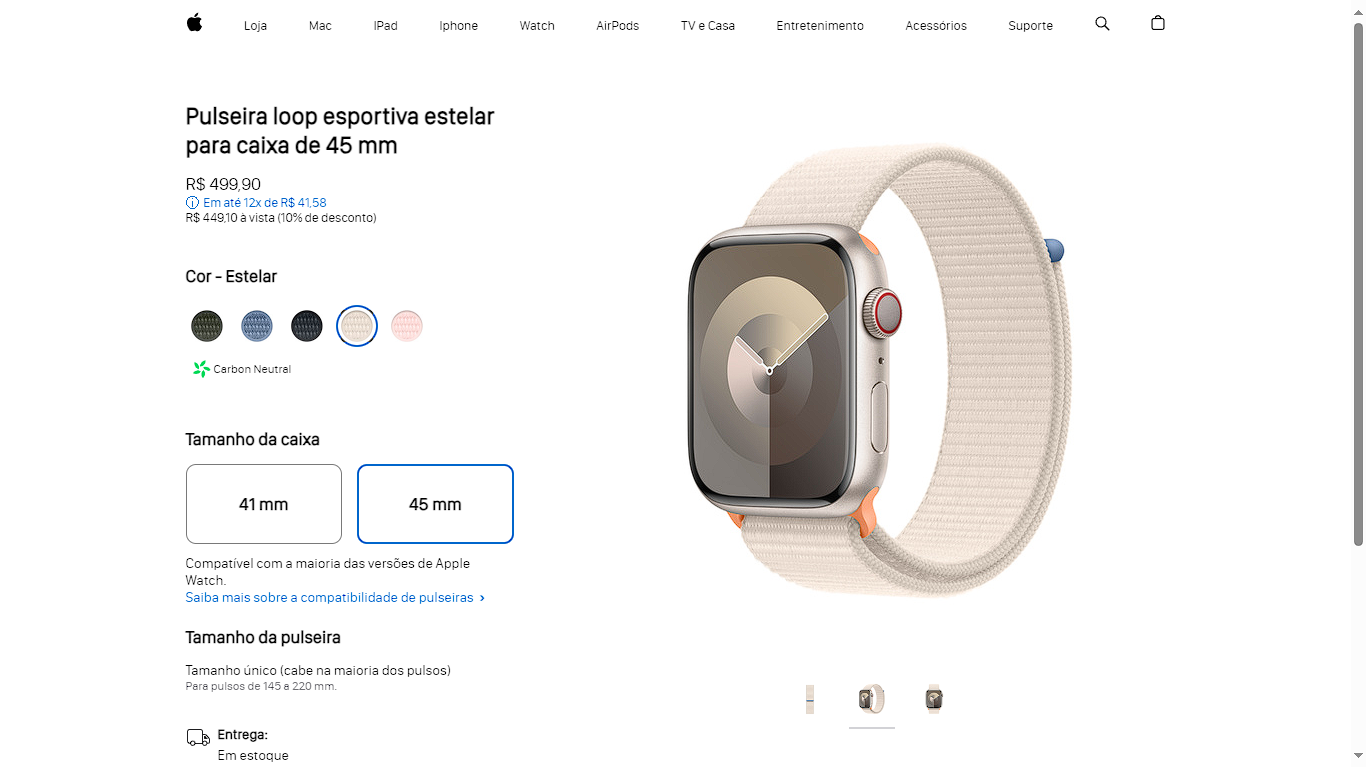 Loja Mac IPad Iphone Watch AirPods TV e Casa Entretenimento Acessórios Suporte
Pulseira loop esportiva estelar
para caixa de 45 mm
R$ 499,90
Em até 12x de R$ 41,58
R$ 449,10 à vista (10% de desconto)
Cor - Estelar
Carbon Neutral
Tamanho da caixa
41 mm 45 mm
Compatível com a maioria das versões de Apple
Watch.
Saiba mais sobre a compatibilidade de pulseiras ›
Tamanho da pulseira
Tamanho único (cabe na maioria dos pulsos)
Para pulsos de 145 a 220 mm.
Entrega:
Em estoque